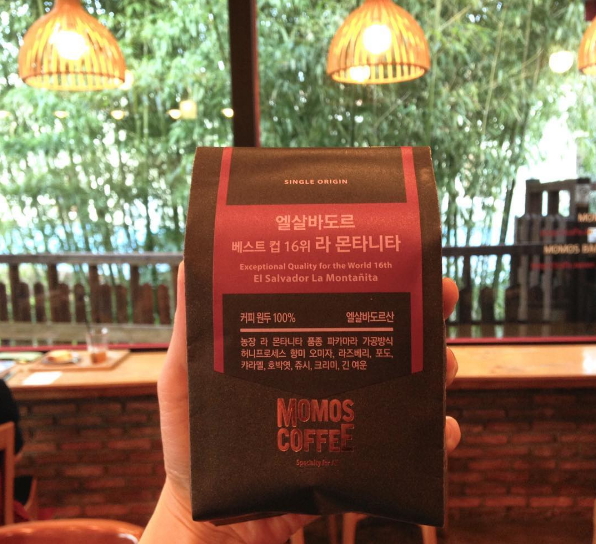 SINGLE ORIGIN
엘살바도르
베스트 컵 16위 라 몬타니타
Exceptional Quality for the World 16th
El Salvador La Montañita
커피 원두 100% 엘살바도르산
농장 라 몬타니타 품종 파카마라 가공방식
허니프로세스 향미 오미자, 라즈베리, 포도,
카라멜, 호박엿, 쥬시, 크리미, 긴 여운
MOMOS
COFFEE
MOMOS